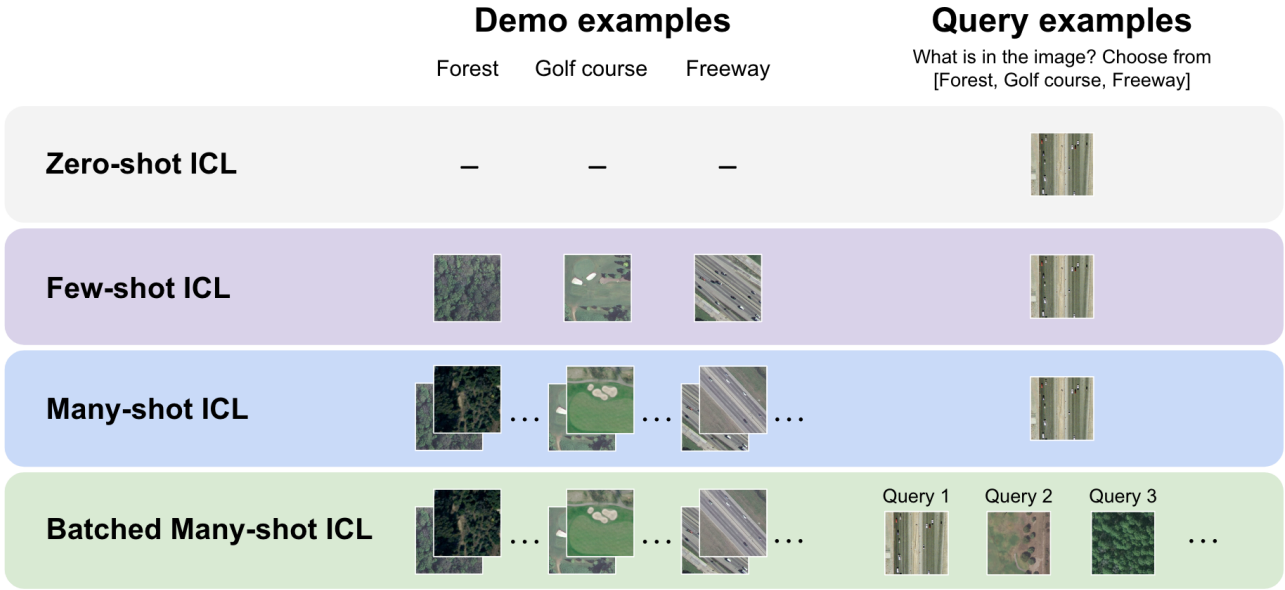 Demo examples
Query examples
Forest
Golf course
Freeway
What is in the image? Choose from
[Forest, Golf course, Freeway]
Zero-shot ICL
–
–
–
Few-shot ICL
Many-shot ICL
...
...
...
Batched Many-shot ICL
...
...
...
Query 1
Query 2
Query 3
...